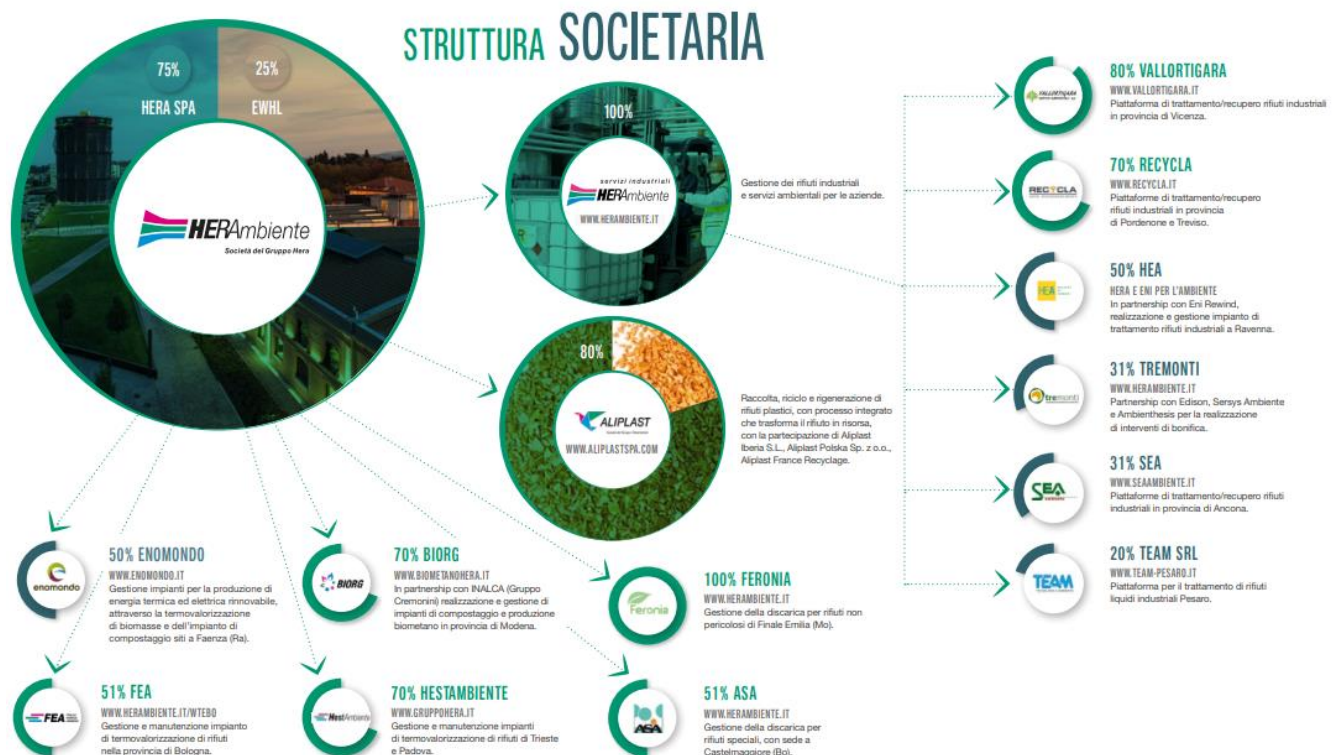 STRUTTURA SOCIETARIA
75%
HERA SPA
25%
EWHL
HERAmbiente
Società del Gruppo Hera
100%
servizi industriali
HERAmbiente
WWW.HERAMBIENTE.IT
Gestione dei rifiuti industriali
e servizi ambientali per le aziende.
80%
ALIPLAST
WWW.ALIPLASTSPA.COM
Raccolta, riciclo e rigenerazione di
rifiuti plastici, con processo integrato
che trasforma il rifiuto in risorsa,
con la partecipazione di Aliplast
Iberia S.L., Aliplast Polska Sp. z o.o.,
Aliplast France Recyclage.
VALLORTIGARA
80% VALLORTIGARA
WWW.VALLORTIGARA.IT
Piattaforma di trattamento/recupero rifiuti industriali
in provincia di Vicenza.
RECYCLA
70% RECYCLA
WWW.RECYCLA.IT
Piattaforme di trattamento/recupero
rifiuti industriali in provincia
di Pordenone e Treviso.
HEA
50% HEA
HERA E ENI PER L'AMBIENTE
In partnership con Eni Rewind,
realizzazione e gestione impianto di
trattamento rifiuti industriali a Ravenna.
tremonti
31% TREMONTI
WWW.HERAMBIENTE.IT
Partnership con Edison, Sersys Ambiente
e Ambienthesis per la realizzazione
di interventi di bonifica.
SEA
31% SEA
WWW.SEAAMBIENTE.IT
Piattaforme di trattamento/recupero rifiuti
industriali in provincia di Ancona.
TEAM
20% TEAM SRL
WWW.TEAM-PESARO.IT
Piattaforma per il trattamento di rifiuti
liquidi industriali Pesaro.
enomondo
50% ENOMONDO
WWW.ENOMONDO.IT
Gestione impianti per la produzione di
energia termica ed elettrica rinnovabile,
attraverso la termovalorizzazione
di biomasse e dell'impianto di
compostaggio siti a Faenza (Ra).
BIORG
70% BIORG
WWW.BIOMETANOHERA.IT
In partnership con INALCA (Gruppo
Cremonini) realizzazione e gestione di
impianti di compostaggio e produzione
biometano in provincia di Modena.
Feronia
100% FERONIA
WWW.HERAMBIENTE.IT
Gestione della discarica per rifiuti non
pericolosi di Finale Emilia (Mo).
FEA
51% FEA
WWW.HERAMBIENTE.IT/WTEBO
Gestione e manutenzione impianto
di termovalorizzazione di rifiuti
nella provincia di Bologna.
HestAmbiente
70% HESTAMBIENTE
WWW.GRUPPOHERA.IT
Gestione e manutenzione impianti
di termovalorizzazione di rifiuti di Trieste
e Padova.
ASA
51% ASA
WWW.HERAMBIENTE.IT
Gestione della discarica per
rifiuti speciali, con sede a
Castelmaggiore (Bo).